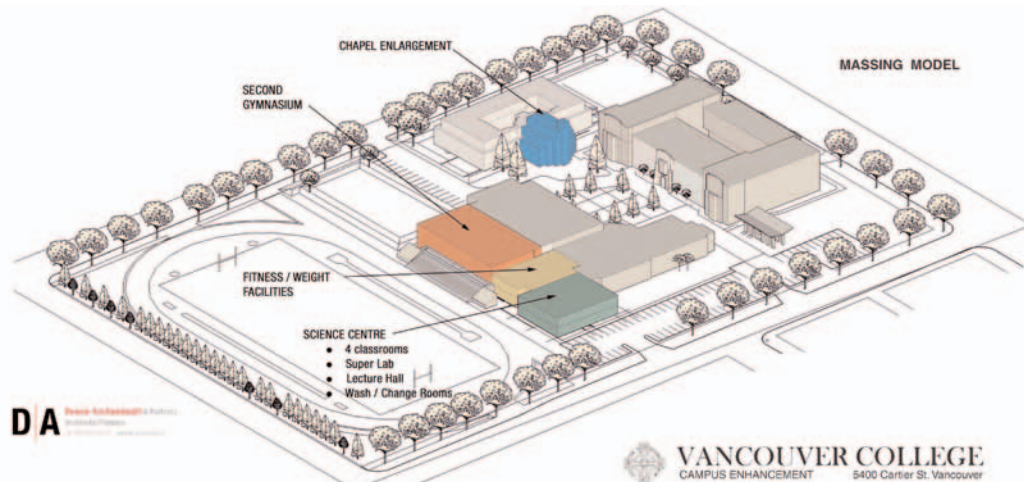 CHAPEL ENLARGEMENT
MASSING MODEL
SECOND
GYMNASIUM
FITNESS / WEIGHT
FACILITIES
SCIENCE CENTRE
● 4 classrooms
● Super Lab
● Lecture Hall
● Wash / Change Rooms
D|A
VANCOUVER COLLEGE
CAMPUS ENHANCEMENT 5400 Cartier St. Vancouver